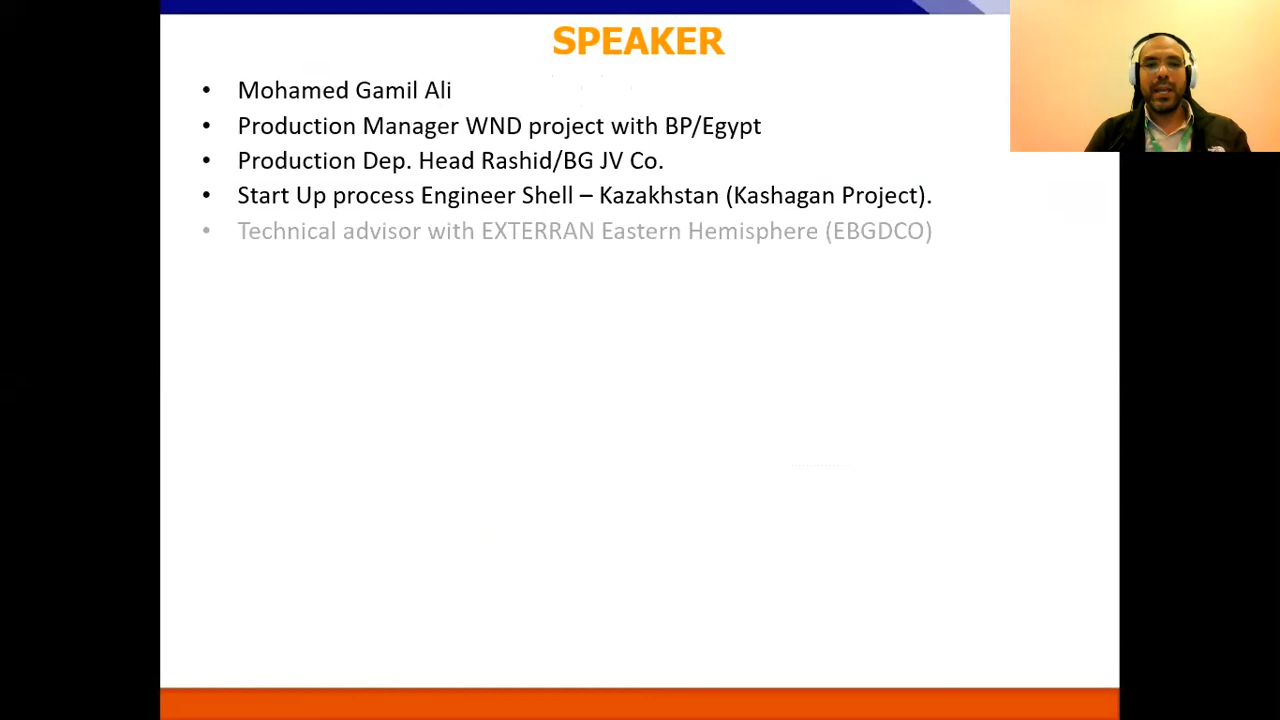 SPEAKER
• Mohamed Gamil Ali
• Production Manager WND project with BP/Egypt
• Production Dep. Head Rashid/BG JV Co.
• Start Up process Engineer Shell – Kazakhstan (Kashagan Project).
• Technical advisor with EXTERRAN Eastern Hemisphere (EBGDCO)